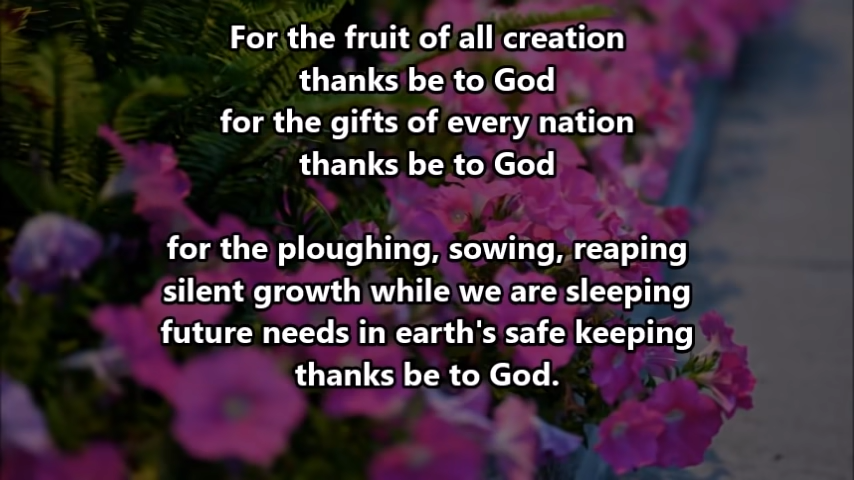 For the fruit of all creation
thanks be to God
for the gifts of every nation
thanks be to God
for the ploughing, sowing, reaping
silent growth while we are sleeping
future needs in earth's safe keeping
thanks be to God.